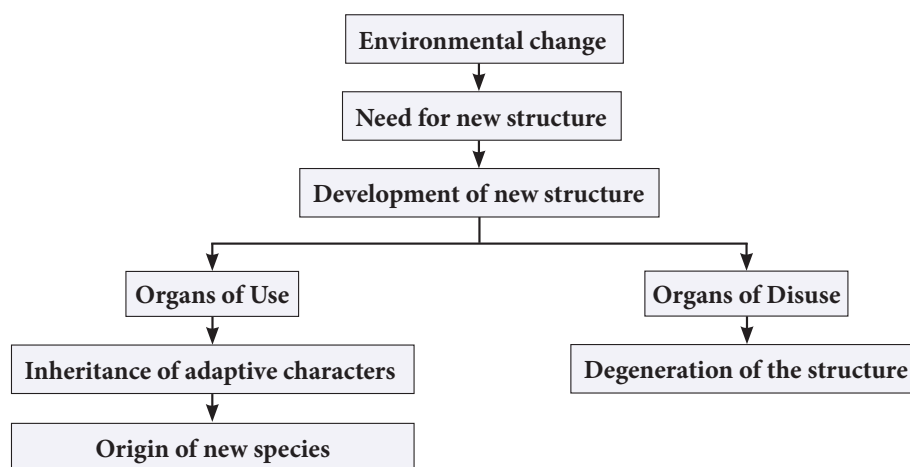 Environmental change
Need for new structure
Development of new structure
Organs of Use
Organs of Disuse
Inheritance of adaptive characters
Degeneration of the structure
Origin of new species